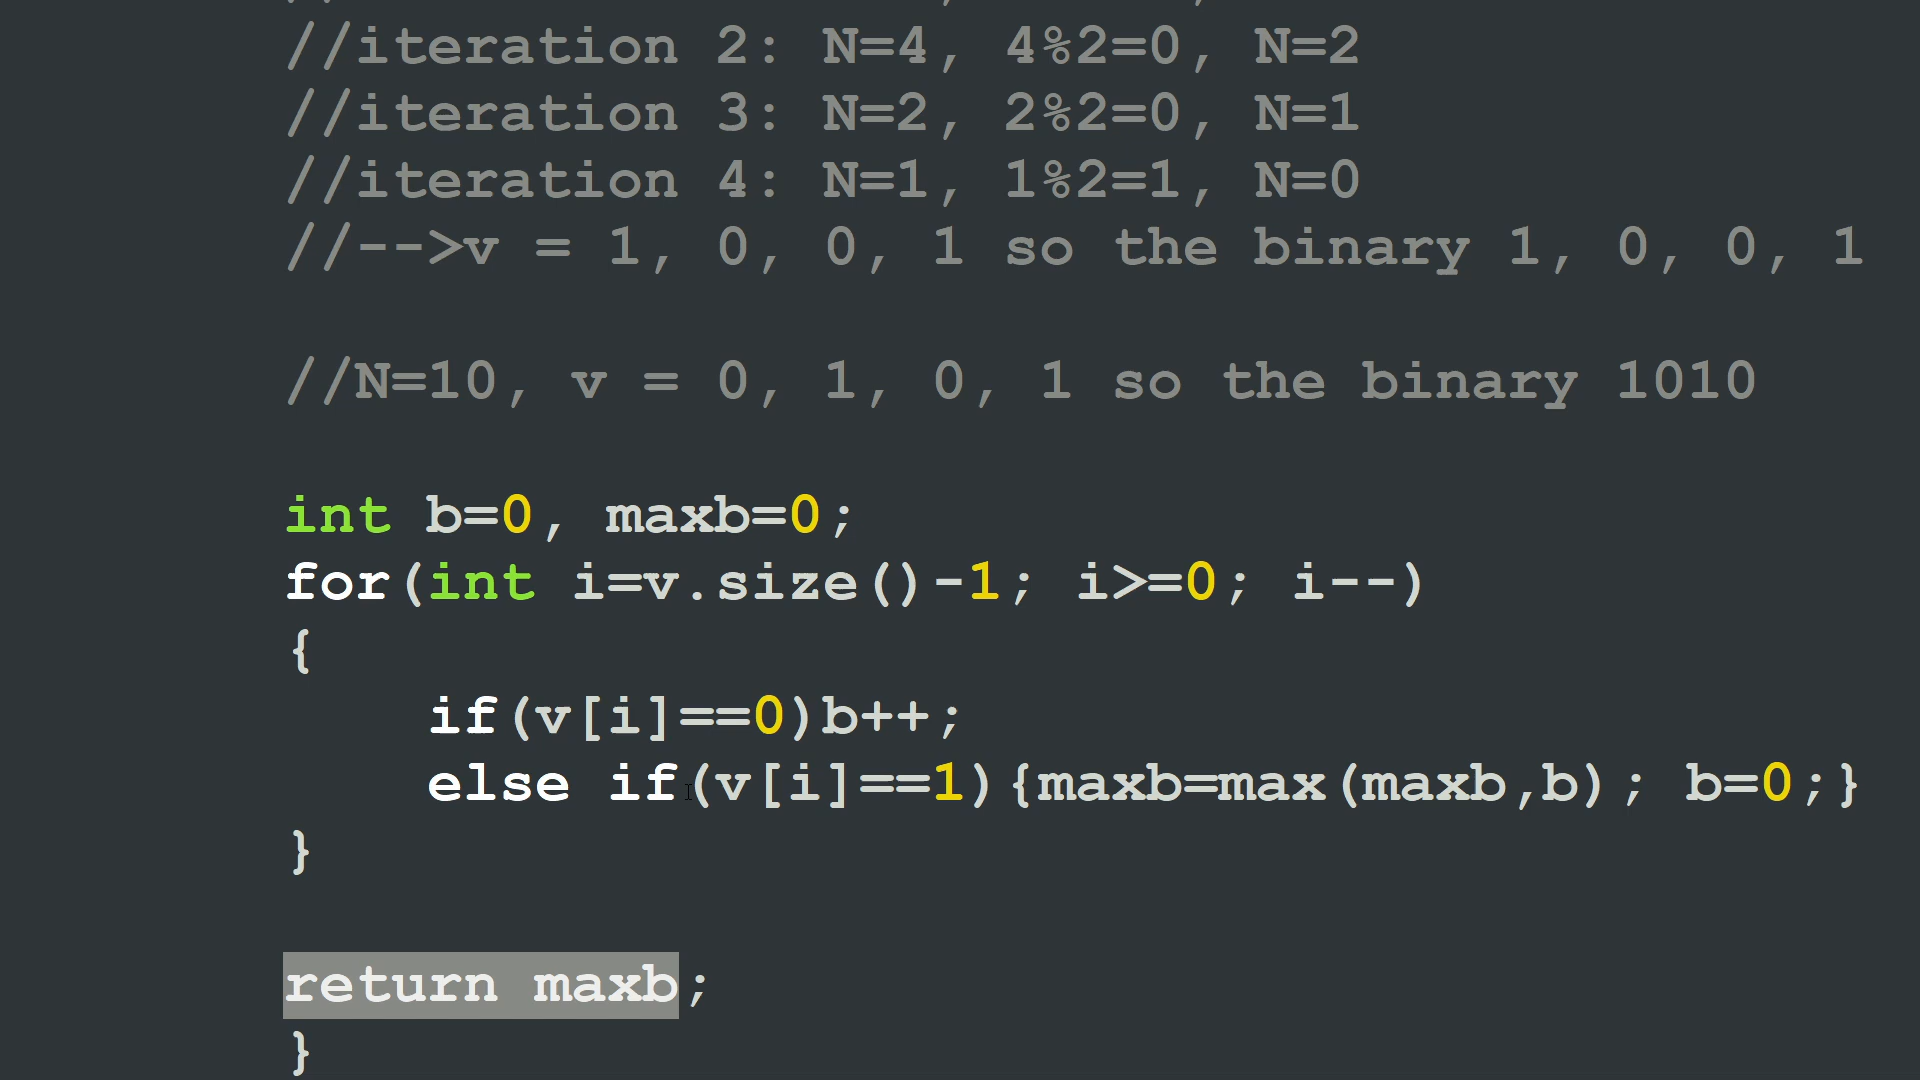 //iteration 2: N=4, 4%2=0, N=2
//iteration 3: N=2, 2%2=0, N=1
//iteration 4: N=1, 1%2=1, N=0
//-->v = 1, 0, 0, 1 so the binary 1, 0, 0, 1
//N=10, v = 0, 1, 0, 1 so the binary 1010
int b=0, maxb=0;
for(int i=v.size()-1; i>=0; i--)
{
if(v[i]==0)b++;
else if(v[i]==1){maxb=max(maxb,b); b=0;}
}
return maxb;
}